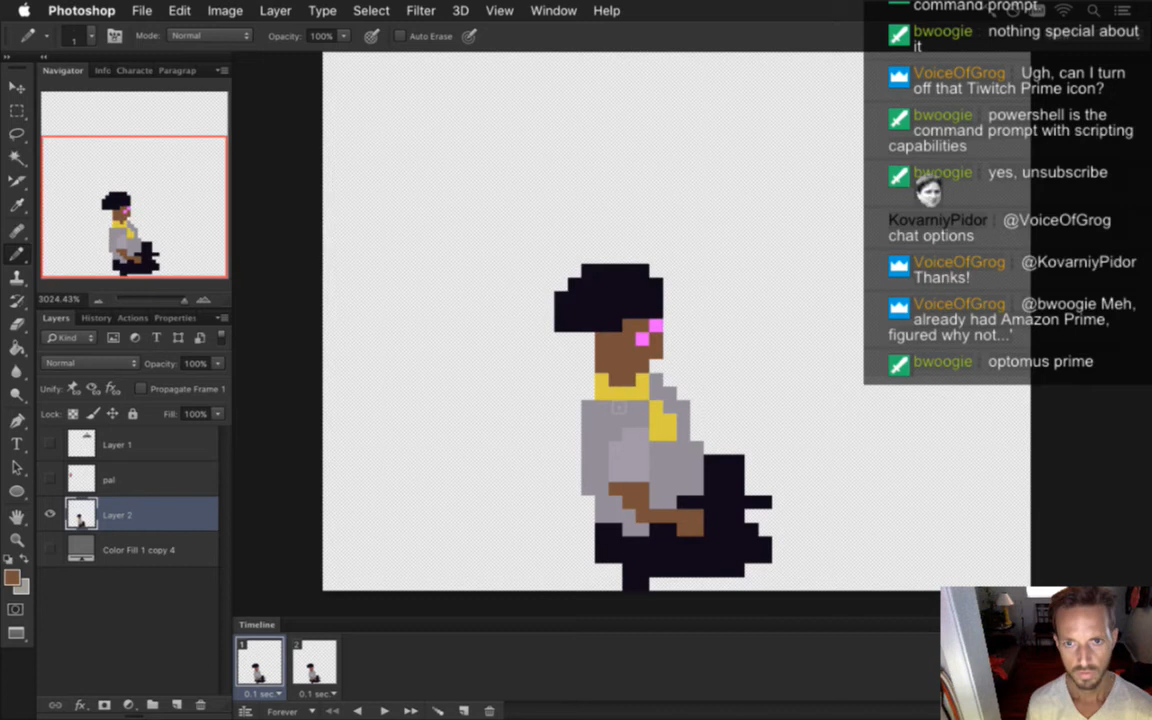 Photoshop File Edit Image Layer Type Select Filter 3D View Window Help
1 Mode: Normal Opacity: 100% Auto Erase
Navigator Info Characte Paragrap
3024.43%
Layers History Actions Properties
Kind
Normal Opacity: 100%
Unify: Propagate Frame 1
Lock: Fill: 100%
Layer 1
pal
Layer 2
Color Fill 1 copy 4
Timeline
1 2
0.1 sec. 0.1 sec.
Forever
command prompt.
bwoogie nothing special about
it
VoiceOfGrog Ugh, can I turn
off that Tiwitch Prime icon?
bwoogie powershell is the
command prompt with scripting
capabilities
bwoogie yes, unsubscribe
KovarniyPidor @VoiceOfGrog
chat options
VoiceOfGrog @KovarniyPidor
Thanks!
VoiceOfGrog @bwoogie Meh,
already had Amazon Prime,
figured why not...'
bwoogie optomus prime